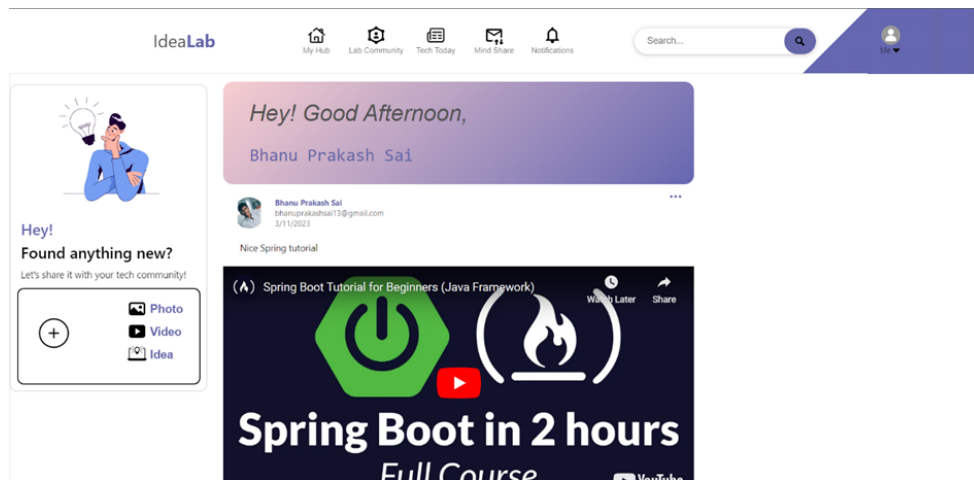 IdeaLab
My Hub
Lab Community
Tech Today
Mind Share
Notifications
Search...
Me
Hey! Good Afternoon,
Bhanu Prakash Sai
Bhanu Prakash Sai
bhanuprakashsai13@gmail.com
3/11/2023
Nice Spring tutorial
Hey!
Found anything new?
Let's share it with your tech community!
Photo
Video
Idea
Spring Boot Tutorial for Beginners (Java Framework)
Watch Later
Share
Spring Boot in 2 hours
Full Course
YouTube